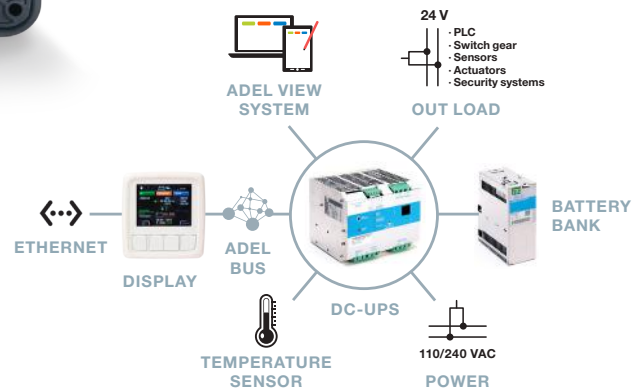 24 V
· PLC
· Switch gear
· Sensors
· Actuators
· Security systems
ADEL VIEW
SYSTEM
OUT LOAD
ETHERNET
DISPLAY
ADEL
BUS
DC-UPS
BATTERY
BANK
TEMPERATURE
SENSOR
110/240 VAC
POWER